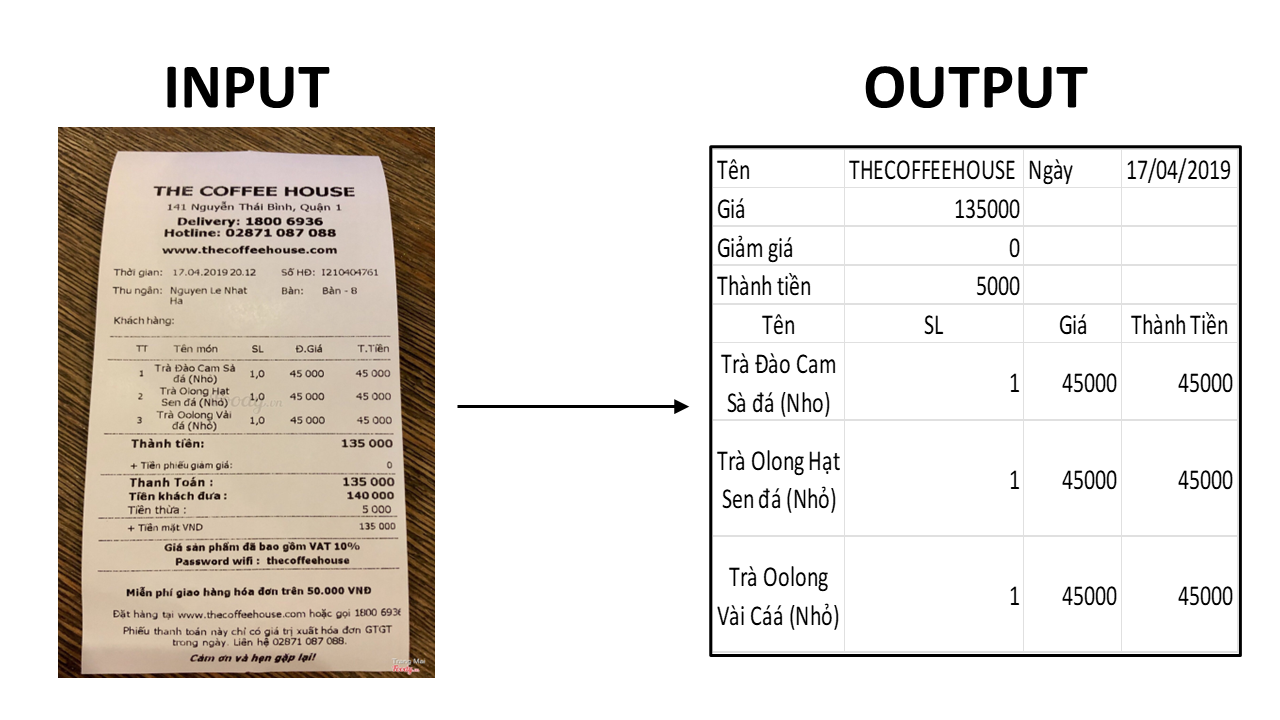 INPUT
OUTPUT
THE COFFEE HOUSE
141 Nguyễn Thái Bình, Quận 1
Delivery: 1800 6936
Hotline: 02871 087 088
www.thecoffeehouse.com
Thời gian: 17.04.2019 20.12 Số HĐ: I210404761
Thu ngân: Nguyen Le Nhat Bàn: Bàn - 8
Ha
Khách hàng:
TT Tên món SL Đ.Giá T.Tiền
1 Trà Đào Cam Sả đá (Nhỏ) 1,0 45 000 45 000
2 Trà Olong Hạt Sen đá (Nhỏ) 1,0 45 000 45 000
3 Trà Oolong Vải đá (Nhỏ) 1,0 45 000 45 000
Thành tiền: 135 000
+ Tiền phiếu giảm giá: 0
Thanh Toán : 135 000
Tiền khách đưa : 140 000
Tiền thừa : 5 000
+ Tiền mặt VND 135 000
Giá sản phẩm đã bao gồm VAT 10%
Password wifi : thecoffeehouse
Miễn phí giao hàng hóa đơn trên 50.000 VNĐ
Đặt hàng tại www.thecoffeehouse.com hoặc gọi 1800 6936
Phiếu thanh toán này chỉ có giá trị xuất hóa đơn GTGT
trong ngày. Liên hệ 02871 087 088.
Cảm ơn và hẹn gặp lại!
Tên THECOFFEEHOUSE Ngày 17/04/2019
Giá 135000
Giảm giá 0
Thành tiền 5000
Tên SL Giá Thành Tiền
Trà Đào Cam
Sà đá (Nho) 1 45000 45000
Trà Olong Hạt
Sen đá (Nhỏ) 1 45000 45000
Trà Oolong
Vài Cáá (Nhỏ) 1 45000 45000